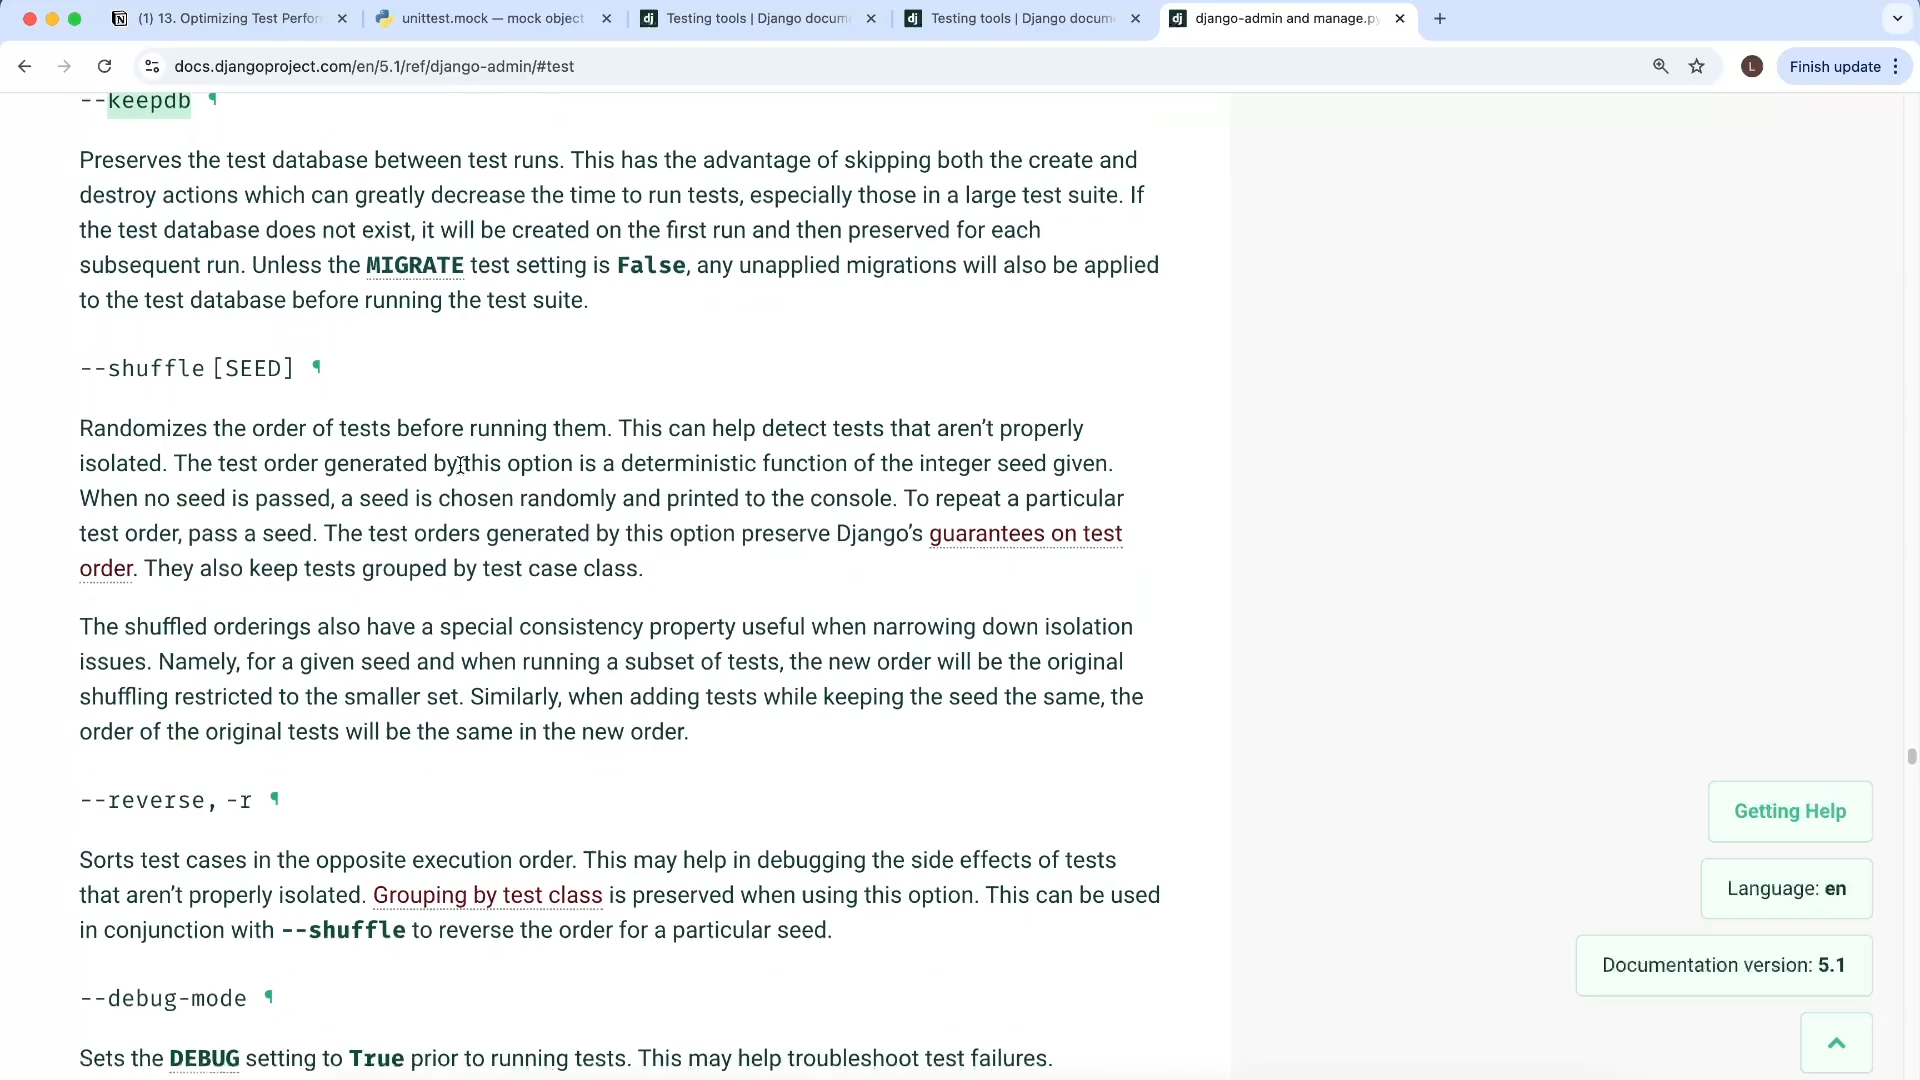 (1) 13. Optimizing Test Perfor
unittest.mock — mock object
Testing tools | Django docum
Testing tools | Django docum
django-admin and manage.py
docs.djangoproject.com/en/5.1/ref/django-admin/#test
L
Finish update
--keepdb ¶
Preserves the test database between test runs. This has the advantage of skipping both the create and
destroy actions which can greatly decrease the time to run tests, especially those in a large test suite. If
the test database does not exist, it will be created on the first run and then preserved for each
subsequent run. Unless the MIGRATE test setting is False, any unapplied migrations will also be applied
to the test database before running the test suite.
--shuffle [SEED] ¶
Randomizes the order of tests before running them. This can help detect tests that aren’t properly
isolated. The test order generated by this option is a deterministic function of the integer seed given.
When no seed is passed, a seed is chosen randomly and printed to the console. To repeat a particular
test order, pass a seed. The test orders generated by this option preserve Django’s guarantees on test
order. They also keep tests grouped by test case class.
The shuffled orderings also have a special consistency property useful when narrowing down isolation
issues. Namely, for a given seed and when running a subset of tests, the new order will be the original
shuffling restricted to the smaller set. Similarly, when adding tests while keeping the seed the same, the
order of the original tests will be the same in the new order.
--reverse, -r ¶
Sorts test cases in the opposite execution order. This may help in debugging the side effects of tests
that aren’t properly isolated. Grouping by test class is preserved when using this option. This can be used
in conjunction with --shuffle to reverse the order for a particular seed.
--debug-mode ¶
Sets the DEBUG setting to True prior to running tests. This may help troubleshoot test failures.
Getting Help
Language: en
Documentation version: 5.1